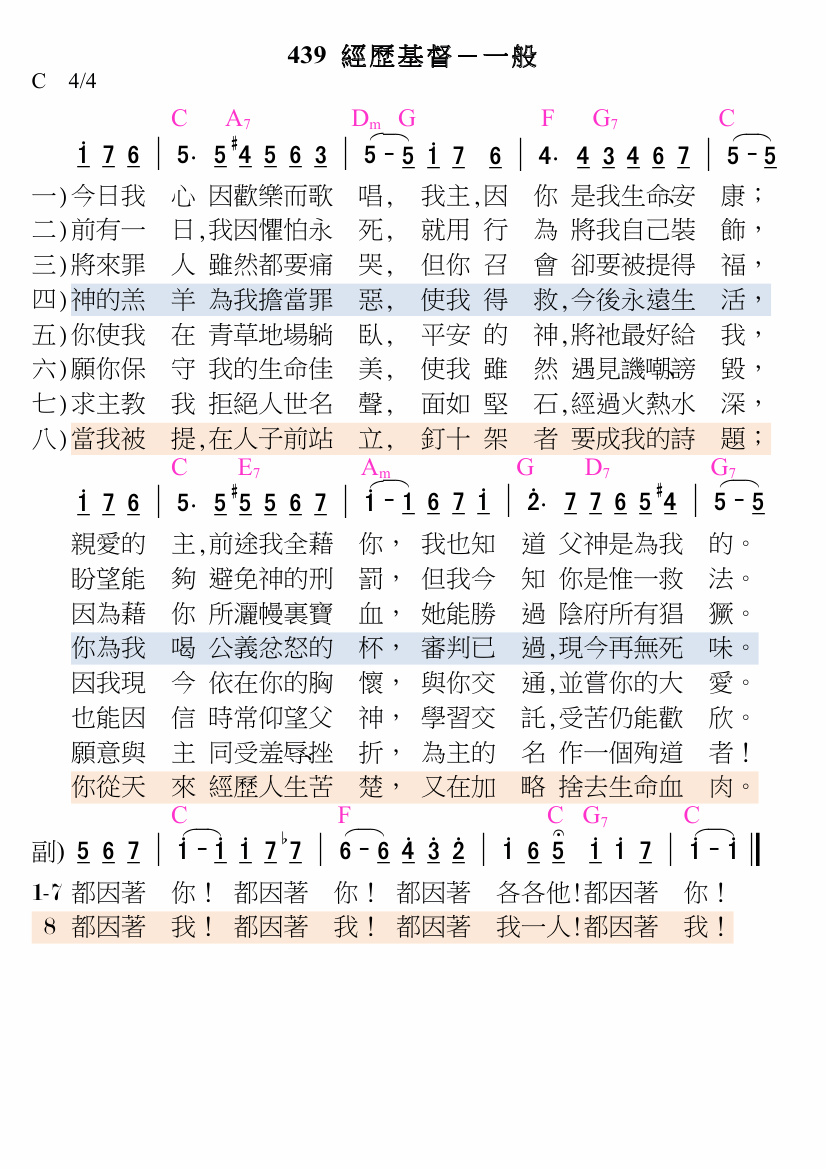 439 經歷基督－一般
C 4/4
C A7 Dm G F G7 C
i 7 6 | 5. 5 #4 5 6 3 | 5 - 5 i 7 6 | 4. 4 3 4 6 7 | 5 - 5
一)今日我 心 因歡樂而歌 唱, 我主,因 你 是我生命安 康；
二)前有一 日,我因懼怕永 死, 就用 行 為 將我自己裝 飾，
三)將來罪 人 雖然都要痛 哭, 但你 召 會 卻要被提得 福，
四)神的羔 羊 為我擔當罪 惡, 使我 得 救,今後永遠生 活，
五)你使我 在 青草地場躺 臥, 平安 的 神,將祂最好給 我，
六)願你保 守 我的生命佳 美, 使我 雖 然 遇見譏嘲謗 毀，
七)求主教 我 拒絕人世名 聲, 面如 堅 石,經過火熱水 深，
八)當我被 提,在人子前站 立, 釘十 架 者 要成我的詩 題；
C E7 Am G D7 G7
i 7 6 | 5. 5 #5 5 6 7 | i - 1 6 7 i | 2. 7 7 6 5 #4 | 5 - 5
親愛的 主,前途我全藉 你， 我也知 道 父神是為我 的。
盼望能 夠 避免神的刑 罰， 但我今 知 你是惟一救 法。
因為藉 你 所灑幔裏寶 血， 她能勝 過 陰府所有猖 獗。
你為我 喝 公義忿怒的 杯， 審判已 過,現今再無死 味。
因我現 今 依在你的胸 懷， 與你交 通,並嘗你的大 愛。
也能因 信 時常仰望父 神， 學習交 託,受苦仍能歡 欣。
願意與 主 同受羞辱挫 折， 為主的 名 作一個殉道 者！
你從天 來 經歷人生苦 楚， 又在加 略 捨去生命血 肉。
C F C G7 C
副) 5 6 7 | i - i i 7 b7 | 6 - 6 4 3 2 | i 6 5 i i 7 | i - i
1-7 都因著 你！ 都因著 你！ 都因著 各各他!都因著 你！
8 都因著 我！ 都因著 我！ 都因著 我一人!都因著 我！